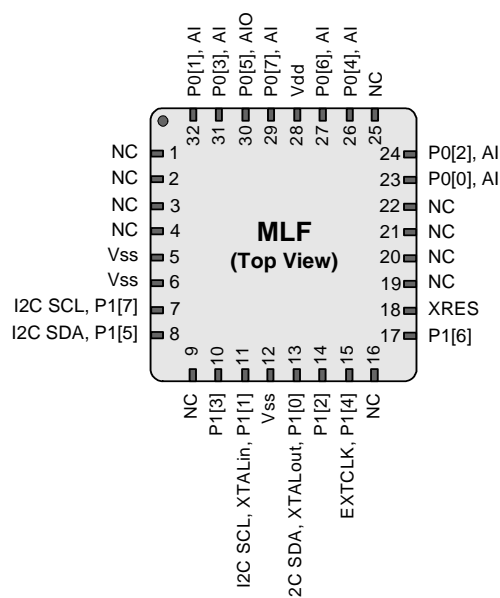 P0[1], AI
P0[3], AI
P0[5], AIO
P0[7], AI
Vdd
P0[6], AI
P0[4], AI
NC
32
31
30
29
28
27
26
25
NC 1
NC 2
NC 3
NC 4
Vss 5
Vss 6
I2C SCL, P1[7] 7
I2C SDA, P1[5] 8
MLF
(Top View)
24 P0[2], AI
23 P0[0], AI
22 NC
21 NC
20 NC
19 NC
18 XRES
17 P1[6]
9
10
11
12
13
14
15
16
NC
P1[3]
I2C SCL, XTALin, P1[1]
Vss
2C SDA, XTALout, P1[0]
P1[2]
EXTCLK, P1[4]
NC